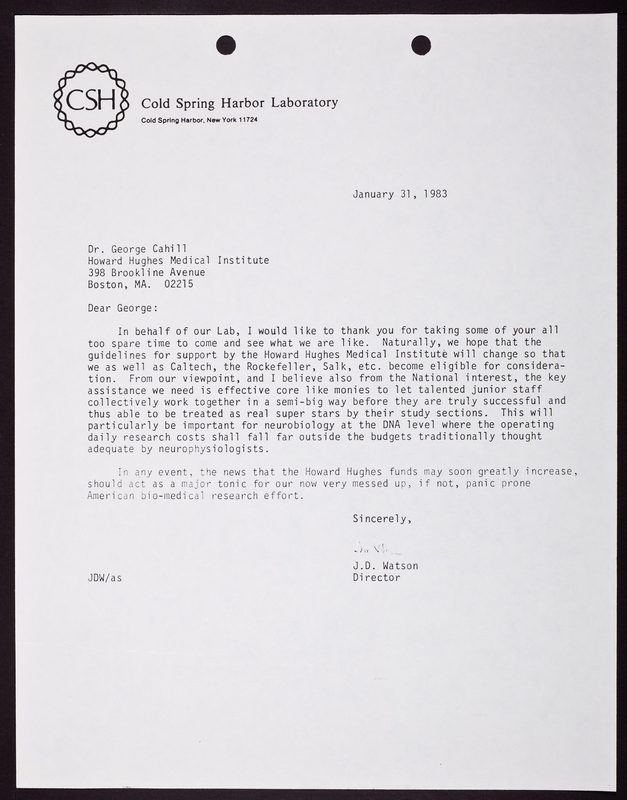 CSH
Cold Spring Harbor Laboratory
Cold Spring Harbor, New York 11724
January 31, 1983
Dr. George Cahill
Howard Hughes Medical Institute
398 Brookline Avenue
Boston, MA.  02215
Dear George:
In behalf of our Lab, I would like to thank you for taking some of your all
too spare time to come and see what we are like.  Naturally, we hope that the
guidelines for support by the Howard Hughes Medical Institute will change so that
we as well as Caltech, the Rockefeller, Salk, etc. become eligible for considera-
tion.  From our viewpoint, and I believe also from the National interest, the key
assistance we need is effective core like monies to let talented junior staff
collectively work together in a semi-big way before they are truly successful and
thus able to be treated as real super stars by their study sections.  This will
particularly be important for neurobiology at the DNA level where the operating
daily research costs shall fall far outside the budgets traditionally thought
adequate by neurophysiologists.
In any event, the news that the Howard Hughes funds may soon greatly increase,
should act as a major tonic for our now very messed up, if not, panic prone
American bio-medical research effort.
Sincerely,
J.D. Watson
JDW/as
Director